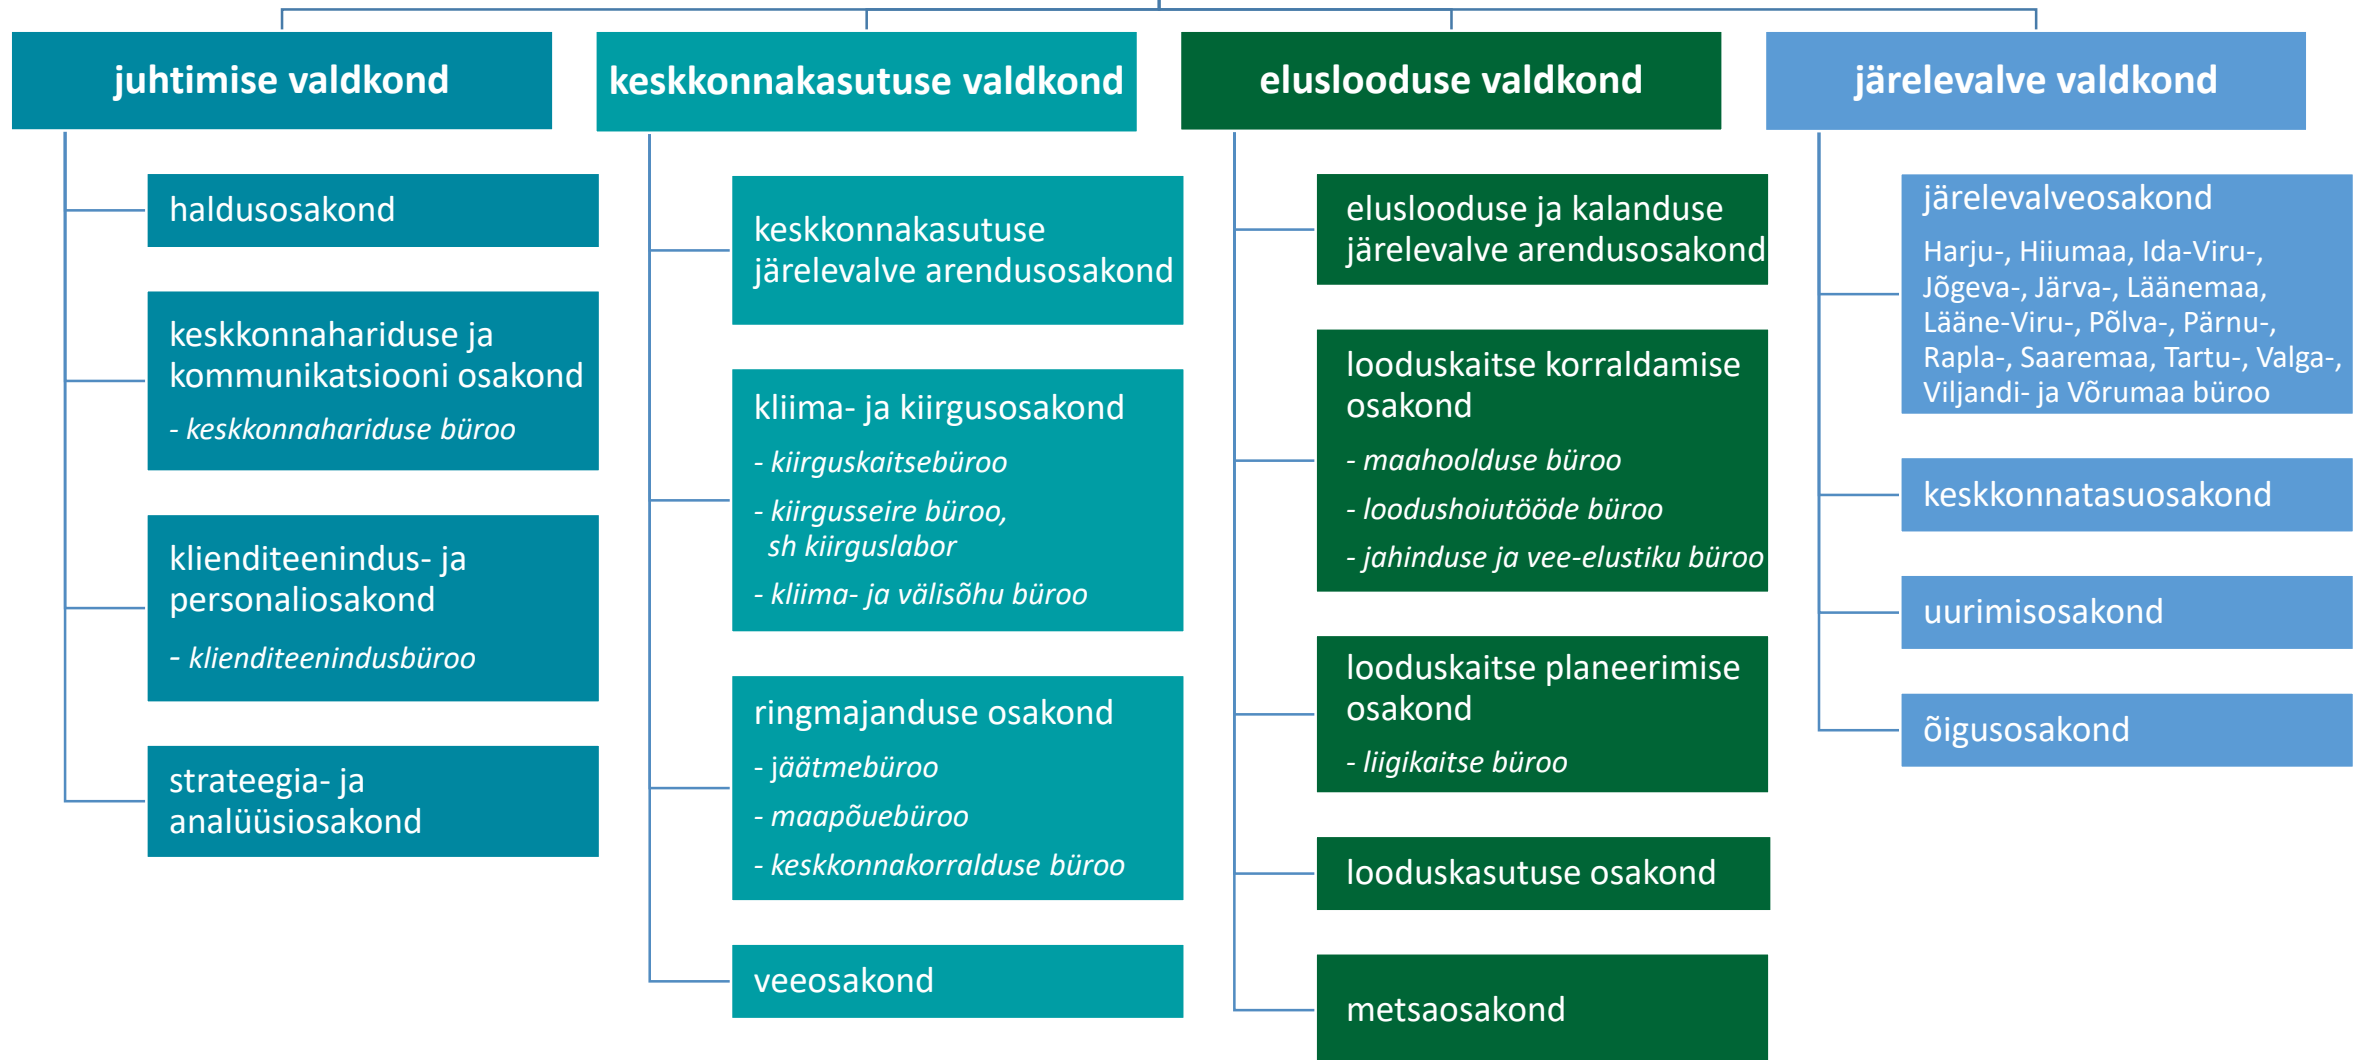 juhtimise valdkond
haldusosakond
keskkonnahariduse ja
kommunikatsiooni osakond
- keskkonnahariduse büroo
klienditeenindus- ja
personaliosakond
- klienditeenindusbüroo
strateegia- ja
analüüsiosakond
keskkonnakasutuse valdkond
keskkonnakasutuse
järelevalve arendusosakond
kliima- ja kiirgusosakond
- kiirguskaitsebüroo
- kiirgusseire büroo,
sh kiirguslabor
- kliima- ja välisõhu büroo
ringmajanduse osakond
- jäätmebüroo
- maapõuebüroo
- keskkonnakorralduse büroo
veeosakond
eluslooduse valdkond
eluslooduse ja kalanduse
järelevalve arendusosakond
looduskaitse korraldamise
osakond
- maahoolduse büroo
- loodushoiutööde büroo
- jahinduse ja vee-elustiku büroo
looduskaitse planeerimise
osakond
- liigikaitse büroo
looduskasutuse osakond
metsaosakond
järelevalve valdkond
järelevalveosakond
Harju-, Hiiumaa, Ida-Viru-,
Jõgeva-, Järva-, Läänemaa,
Lääne-Viru-, Põlva-, Pärnu-,
Rapla-, Saaremaa, Tartu-, Valga-,
Viljandi- ja Võrumaa büroo
keskkonnatasuosakond
uurimisosakond
õigusosakond